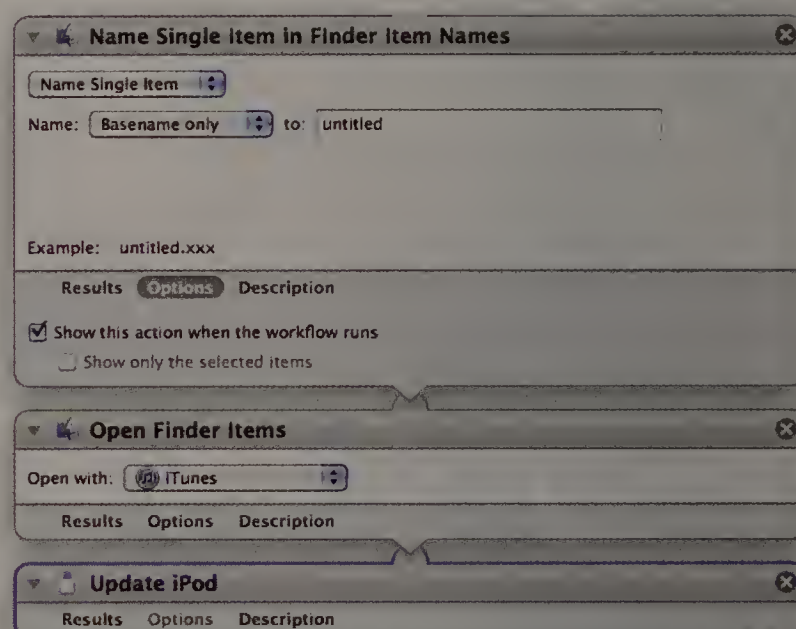 Name Single Item in Finder Item Names
Name Single Item
Name: Basename only to: untitled
Example: untitled.xxx
Results Options Description
Show this action when the workflow runs
Show only the selected items
Open Finder Items
Open with: iTunes
Results Options Description
Update iPod
Results Options Description